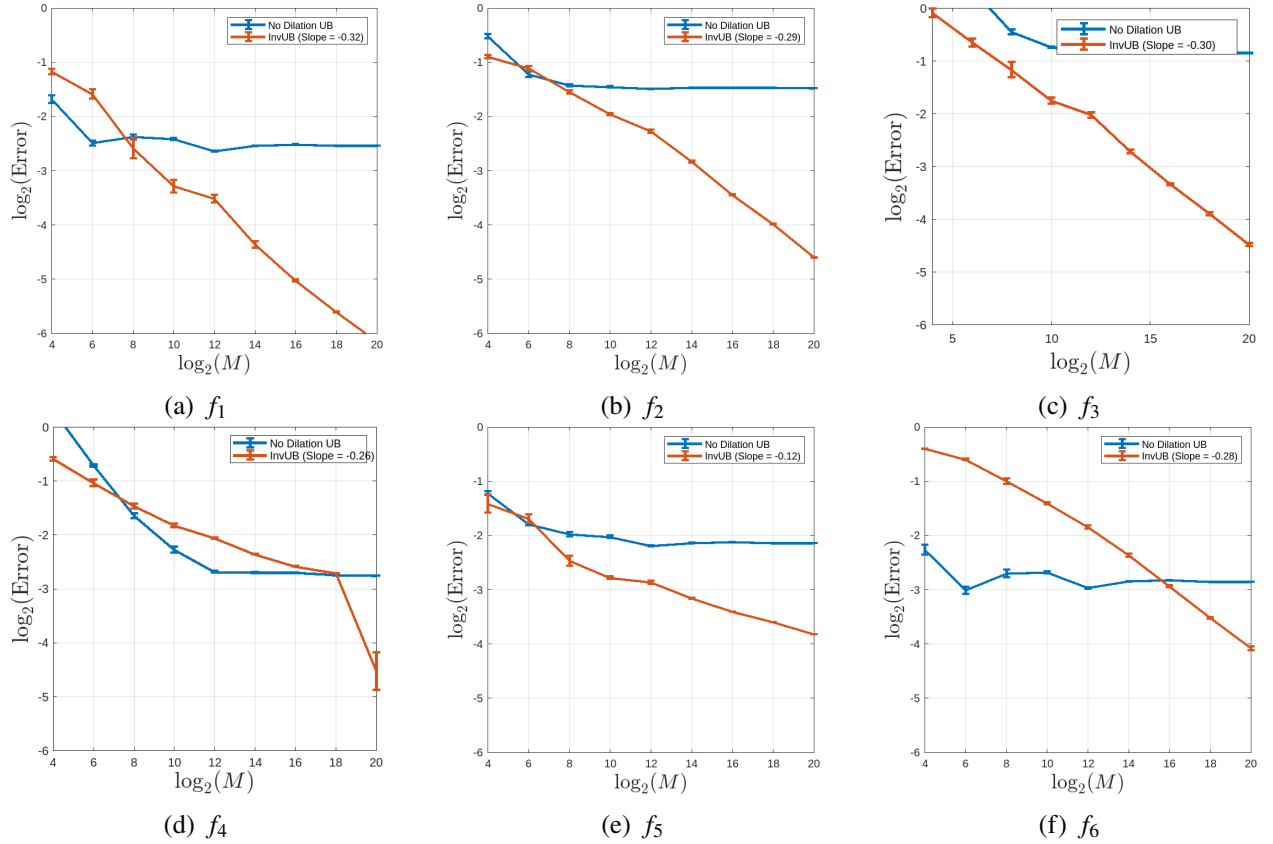 No Dilation UB
InvUB (Slope = -0.32)
0
-1
-2
-3
-4
-5
-6
4 6 8 10 12 14 16 18 20
log₂(Error)
log₂(M)
(a) f₁
No Dilation UB
InvUB (Slope = -0.29)
0
-1
-2
-3
-4
-5
-6
4 6 8 10 12 14 16 18 20
log₂(Error)
log₂(M)
(b) f₂
No Dilation UB
InvUB (Slope = -0.30)
0
-1
-2
-3
-4
-5
-6
5 10 15 20
log₂(Error)
log₂(M)
(c) f₃
No Dilation UB
InvUB (Slope = -0.26)
0
-1
-2
-3
-4
-5
-6
4 6 8 10 12 14 16 18 20
log₂(Error)
log₂(M)
(d) f₄
No Dilation UB
InvUB (Slope = -0.12)
0
-1
-2
-3
-4
-5
-6
4 6 8 10 12 14 16 18 20
log₂(Error)
log₂(M)
(e) f₅
No Dilation UB
InvUB (Slope = -0.28)
0
-1
-2
-3
-4
-5
-6
4 6 8 10 12 14 16 18 20
log₂(Error)
log₂(M)
(f) f₆